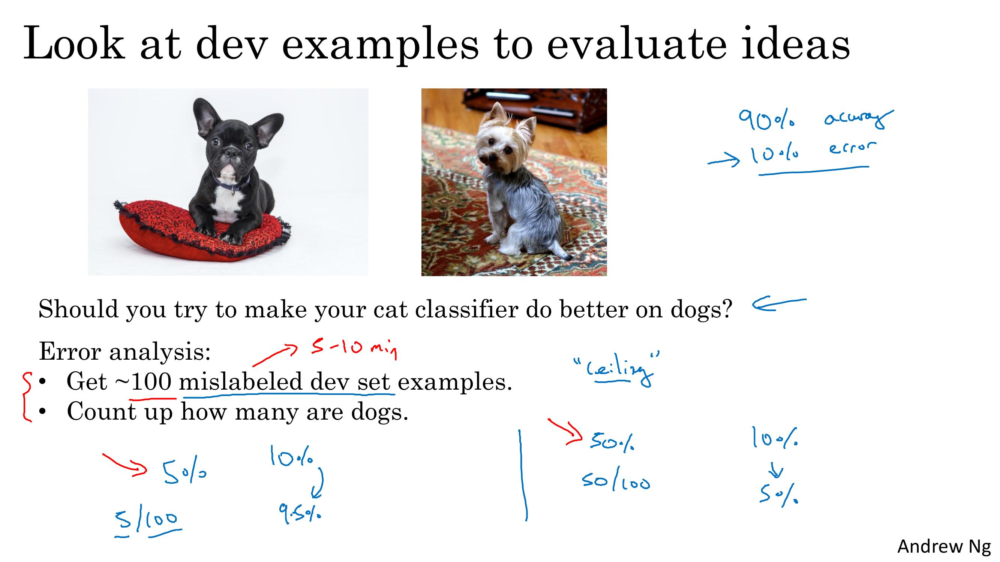 Look at dev examples to evaluate ideas
90% accuracy
→ 10% error
Should you try to make your cat classifier do better on dogs? ←
Error analysis:
→ 5-10 min
• Get ~100 mislabeled dev set examples.
"ceiling"
• Count up how many are dogs.
→ 5%
5/100
10%
9.5%
→ 50%
50/100
10%
↓
5%
Andrew Ng